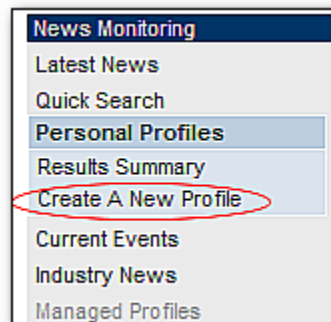 News Monitoring
Latest News
Quick Search
Personal Profiles
Results Summary
Create A New Profile
Current Events
Industry News
Managed Profiles